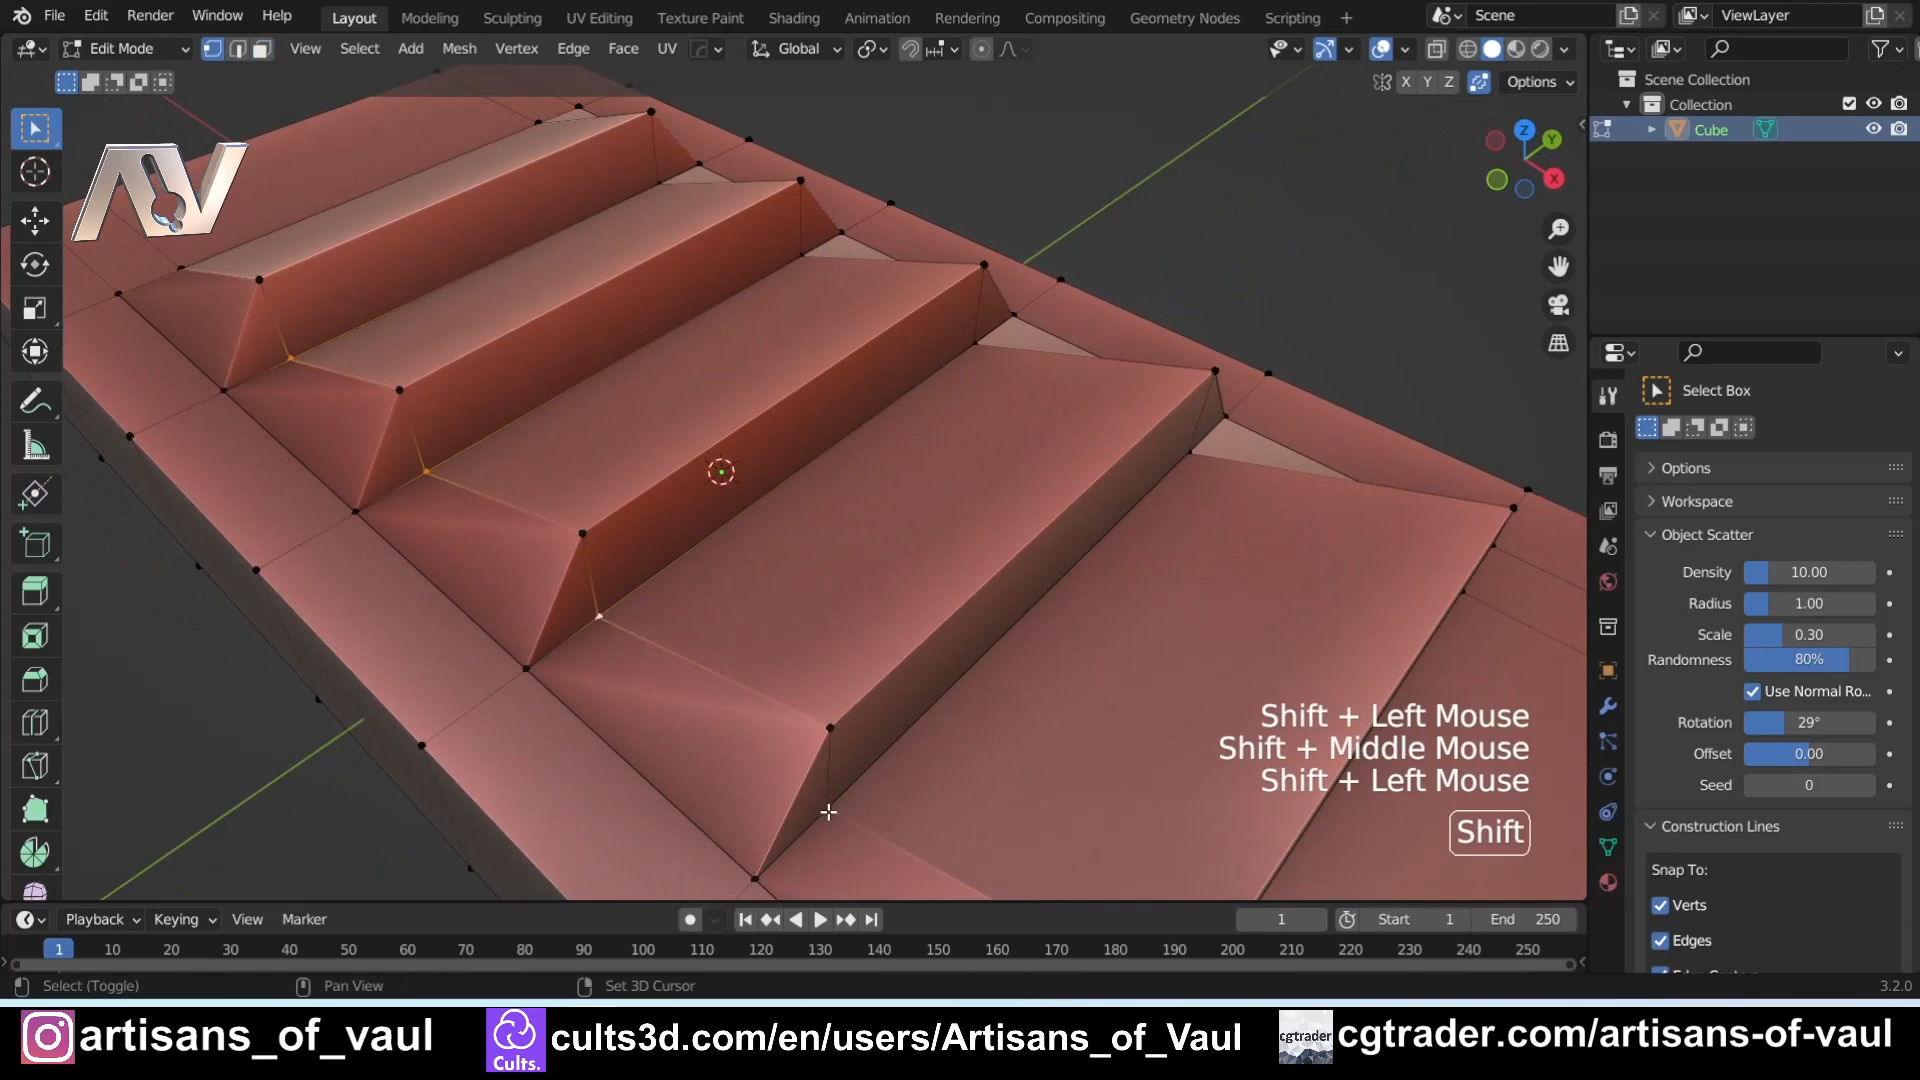 File Edit Render Window Help Layout Modeling Sculpting UV Editing Texture Paint Shading Animation Rendering Compositing Geometry Nodes Scripting + Scene ViewLayer
Edit Mode View Select Add Mesh Vertex Edge Face UV Global
X Y Z Options
Scene Collection
Collection
Cube
Z Y X
AV
Select Box
Options
Workspace
Object Scatter
Density 10.00
Radius 1.00
Scale 0.30
Randomness 80%
Use Normal Ro...
Rotation 29°
Offset 0.00
Seed 0
Construction Lines
Snap To:
Verts
Edges
Shift + Left Mouse
Shift + Middle Mouse
Shift + Left Mouse
Shift
Playback Keying View Marker 1 Start 1 End 250
1 10 20 30 40 50 60 70 80 90 100 110 120 130 140 150 160 170 180 190 200 210 220 230 240 250
Select (Toggle) Pan View Set 3D Cursor 3.2.0
artisans_of_vaul Cults. cults3d.com/en/users/Artisans_of_Vaul cgtrader cgtrader.com/artisans-of-vaul